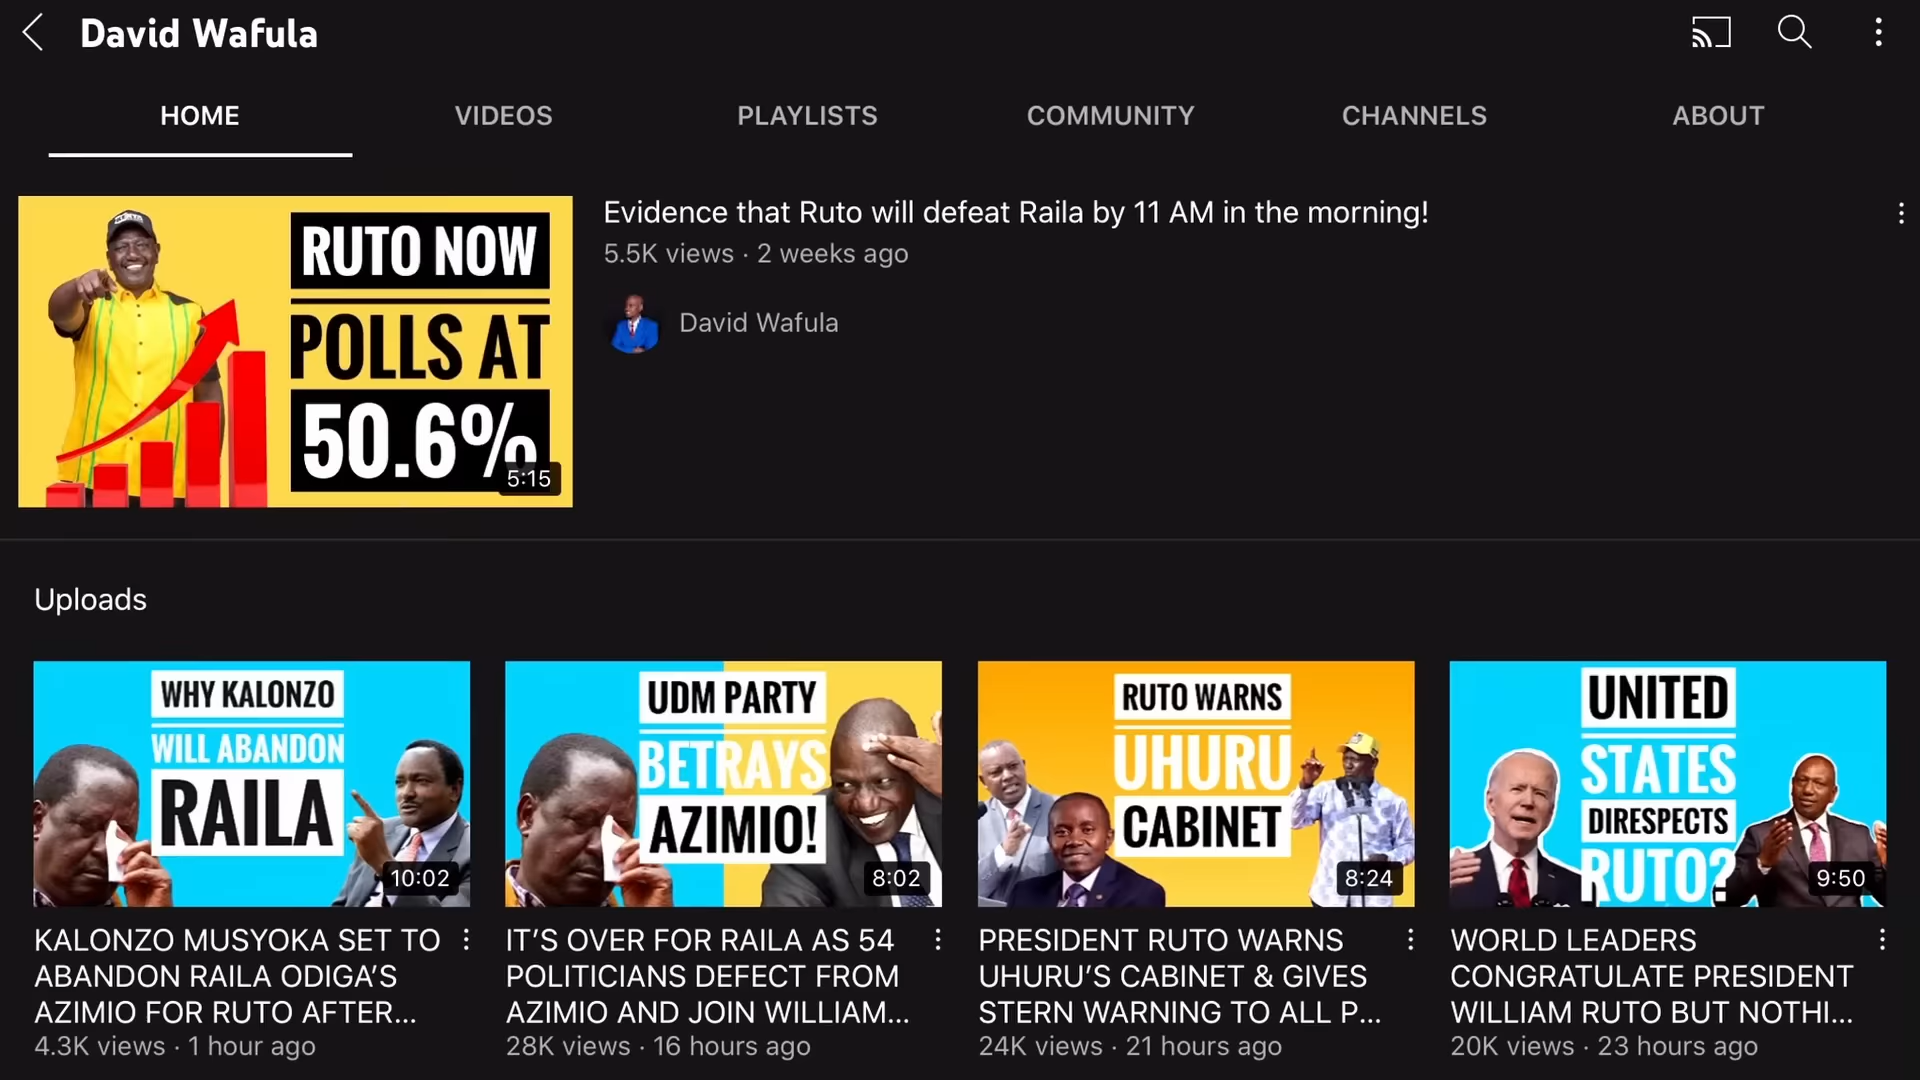 David Wafula
HOME
VIDEOS
PLAYLISTS
COMMUNITY
CHANNELS
ABOUT
RUTO NOW
POLLS AT
50.6%
5:15
Evidence that Ruto will defeat Raila by 11 AM in the morning!
5.5K views · 2 weeks ago
David Wafula
Uploads
WHY KALONZO
WILL ABANDON
RAILA
10:02
KALONZO MUSYOKA SET TO
ABANDON RAILA ODIGA'S
AZIMIO FOR RUTO AFTER...
4.3K views · 1 hour ago
UDM PARTY
BETRAYS
AZIMIO!
8:02
IT'S OVER FOR RAILA AS 54
POLITICIANS DEFECT FROM
AZIMIO AND JOIN WILLIAM...
28K views · 16 hours ago
RUTO WARNS
UHURU
CABINET
8:24
PRESIDENT RUTO WARNS
UHURU'S CABINET & GIVES
STERN WARNING TO ALL P...
24K views · 21 hours ago
UNITED
STATES
DIRESPECTS
RUTO?
9:50
WORLD LEADERS
CONGRATULATE PRESIDENT
WILLIAM RUTO BUT NOTHI...
20K views · 23 hours ago